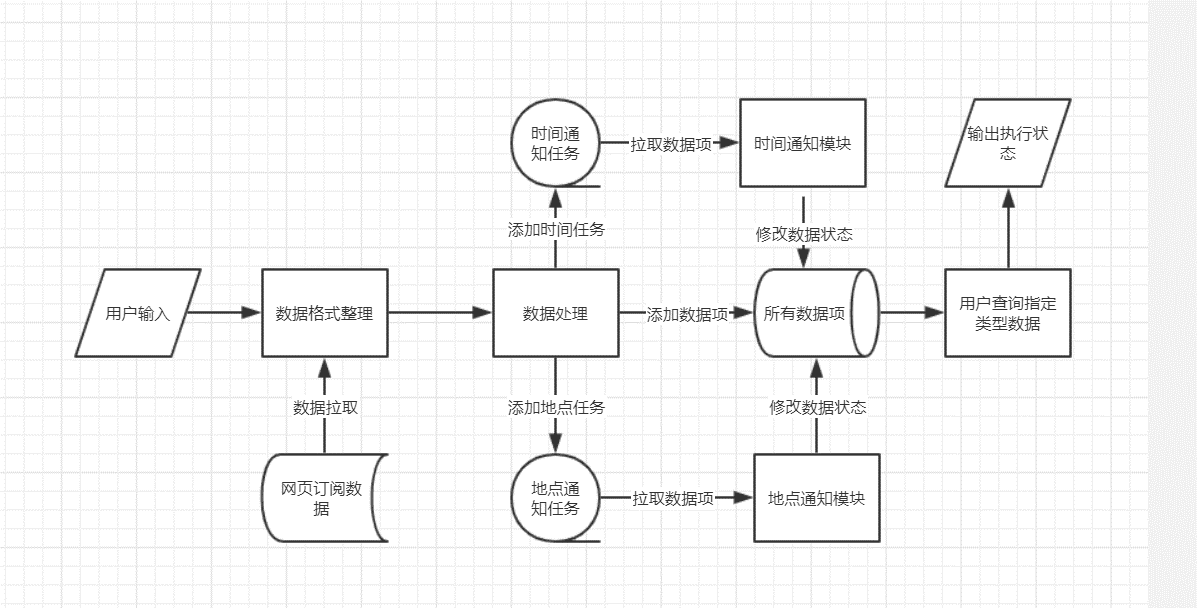 时间通
知任务
拉取数据项
时间通知模块
输出执行状
态
添加时间任务
修改数据状态
用户输入
数据格式整理
数据处理
添加数据项
所有数据项
用户查询指定
类型数据
数据拉取
添加地点任务
修改数据状态
网页订阅数
据
地点通
知任务
拉取数据项
地点通知模块